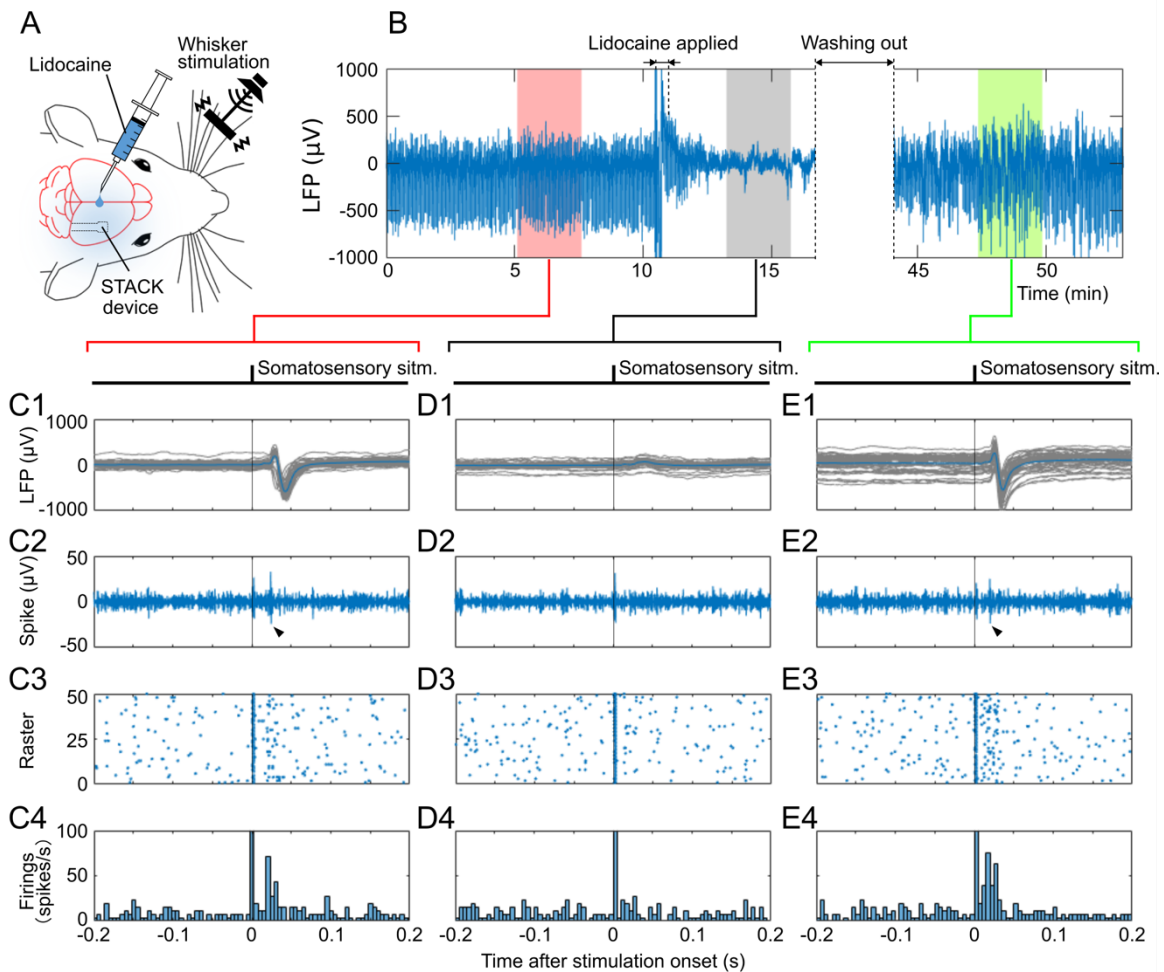 A
Lidocaine
Whisker
stimulation
STACK
device
B
Lidocaine applied
Washing out
LFP (µV)
1000
500
0
-500
-1000
0
5
10
15
45
50
Time (min)
Somatosensory sitm.
Somatosensory sitm.
Somatosensory sitm.
C1
D1
E1
LFP (µV)
1000
0
-1000
C2
D2
E2
Spike (µV)
50
0
-50
C3
D3
E3
Raster
50
25
0
C4
D4
E4
Firings
(spikes/s)
100
50
0
-0.2
-0.1
0
0.1
0.2
-0.2
-0.1
0
0.1
0.2
-0.2
-0.1
0
0.1
0.2
Time after stimulation onset (s)